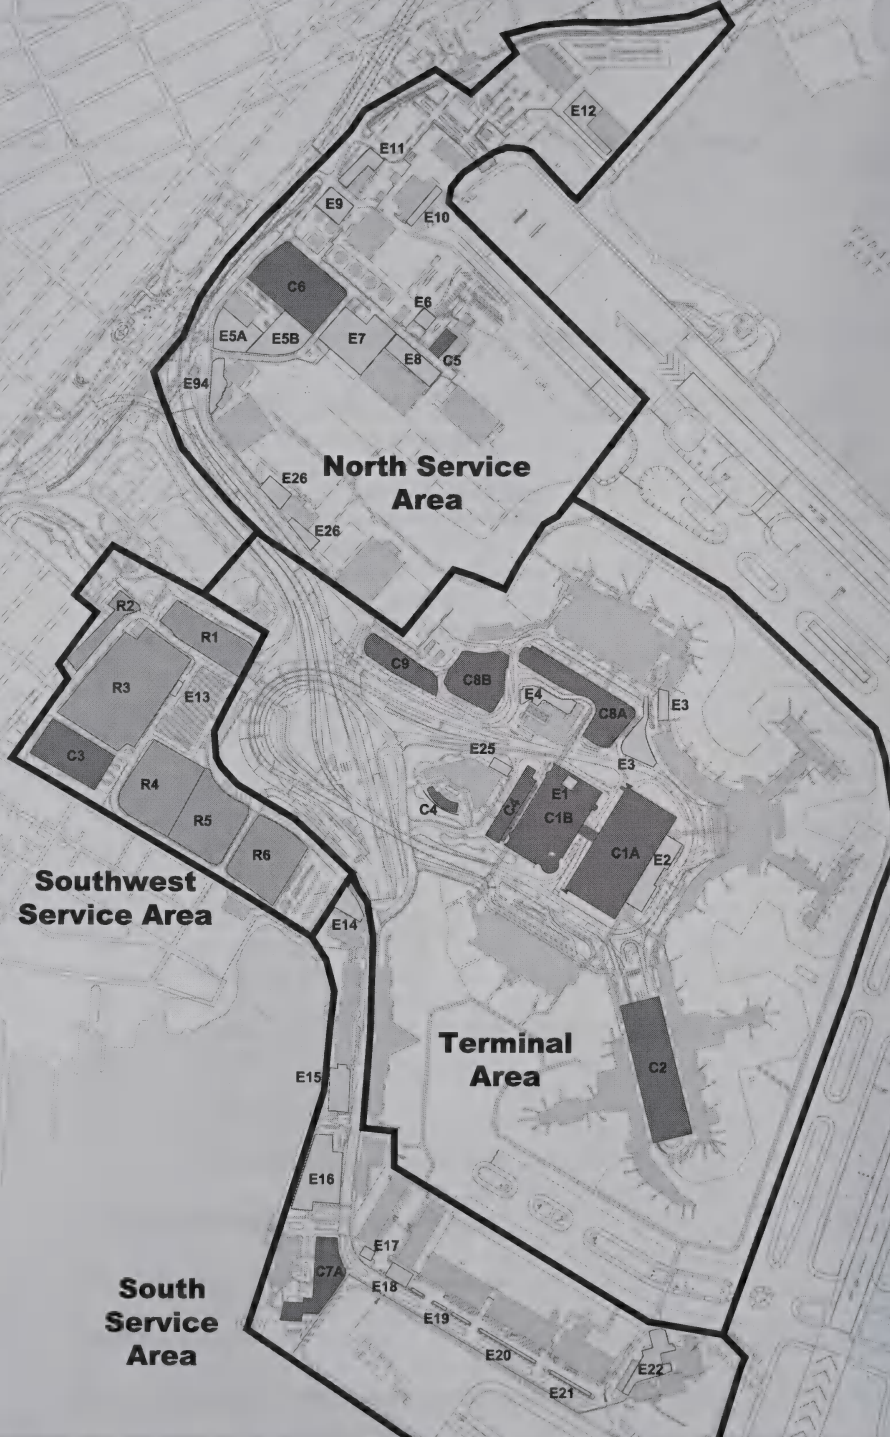 E12
E11
E9
E10
C6
E6
E5A
E5B
E7
E8
C5
E94
North Service
Area
E26
E26
R2
R1
R3
E13
C3
R4
R5
R6
Southwest
Service Area
C9
C8B
E4
C8A
E3
E3
E25
C4
E1
C1B
C1A
E2
E14
Terminal
Area
C2
E15
E16
E17
C7A
E18
E19
E20
E21
E22
South
Service
Area